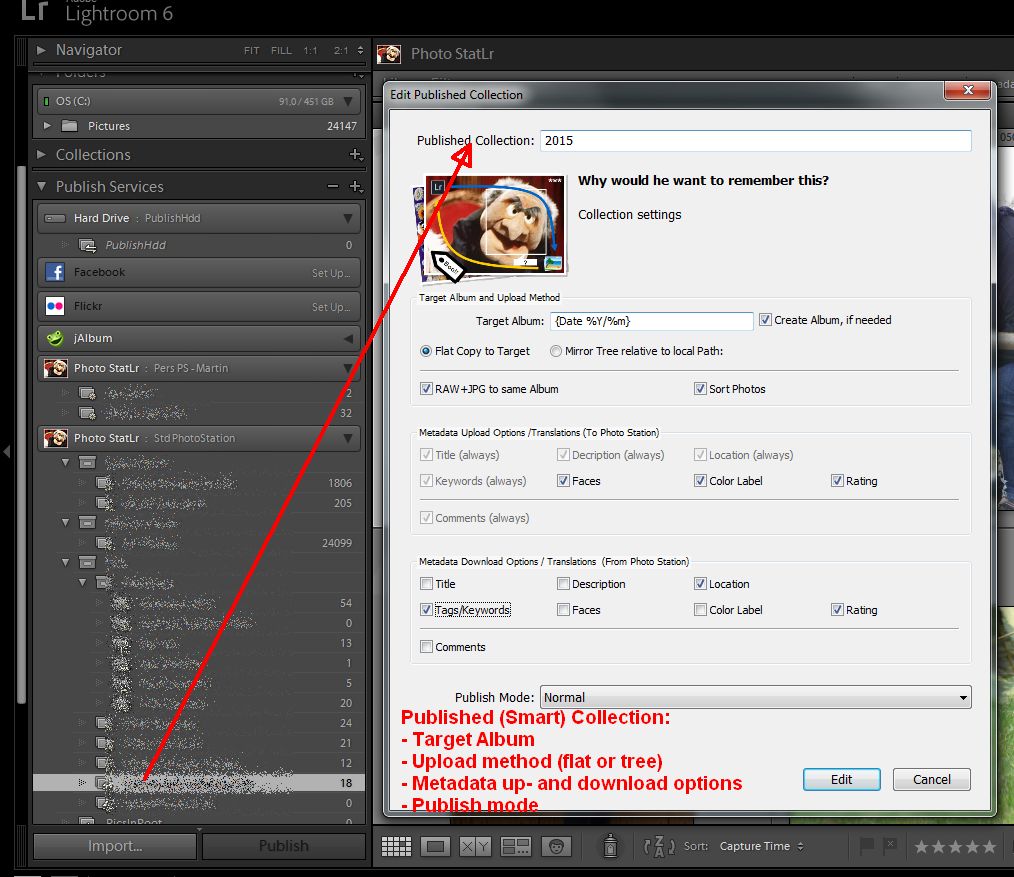 Adobe
Lr Lightroom 6
Navigator FIT FILL 1:1 2:1
Photo StatLr
Folders
OS (C:) 91,0 / 451 GB
Pictures 24147
Collections
Publish Services
Hard Drive : PublishHdd
PublishHdd 0
Facebook Set Up...
Flickr Set Up...
jAlbum
Photo StatLr : Pers PS - Martin
2
32
Photo StatLr : Std PhotoStation
1806
205
24099
54
0
13
1
5
20
24
21
12
18
0
PicsInRoot
Import... Publish
Edit Published Collection
Published Collection: 2015
Lr
Boo!!
?
Why would he want to remember this?
Collection settings
Target Album and Upload Method
Target Album: {Date %Y/%m} Create Album, if needed
Flat Copy to Target Mirror Tree relative to local Path:
RAW+JPG to same Album Sort Photos
Metadata Upload Options /Translations (To Photo Station)
Title (always) Decription (always) Location (always)
Keywords (always) Faces Color Label Rating
Comments (always)
Metadata Download Options / Translations (From Photo Station)
Title Description Location
Tags/Keywords Faces Color Label Rating
Comments
Publish Mode: Normal
Published (Smart) Collection:
- Target Album
- Upload method (flat or tree)
- Metadata up- and download options
- Publish mode
Edit Cancel
XY Sort: Capture Time